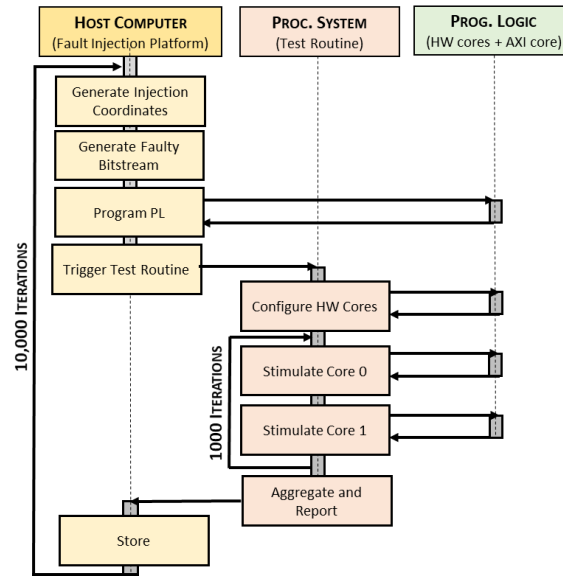 HOST COMPUTER
(Fault Injection Platform)
PROC. SYSTEM
(Test Routine)
PROG. LOGIC
(HW cores + AXI core)
Generate Injection
Coordinates
Generate Faulty
Bitstream
Program PL
Trigger Test Routine
Configure HW Cores
Stimulate Core 0
Stimulate Core 1
Aggregate and
Report
Store
10,000 ITERATIONS
1000 ITERATIONS